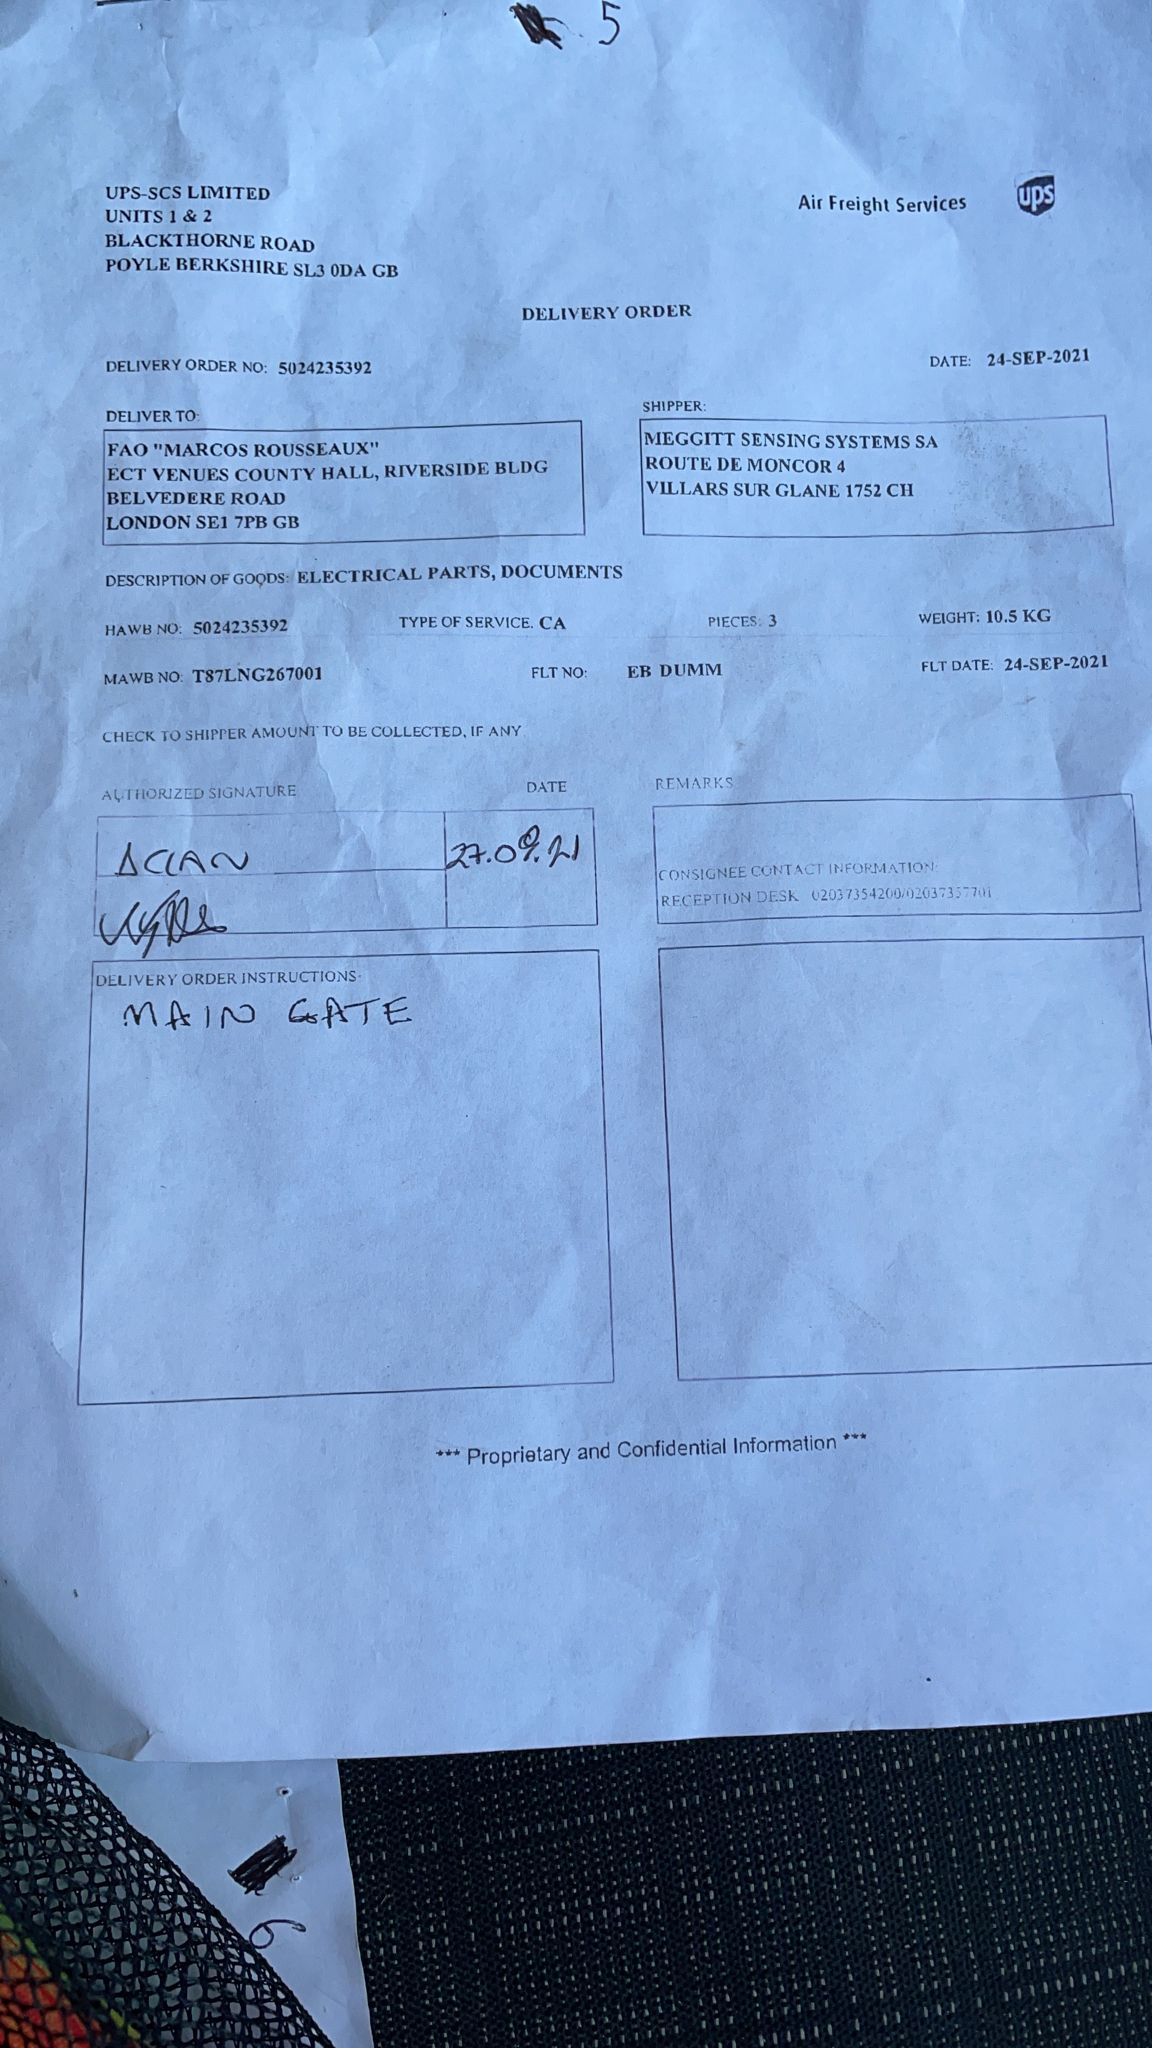 5
UPS-SCS LIMITED
UNITS 1 & 2
BLACKTHORNE ROAD
POYLE BERKSHIRE SL3 0DA GB
Air Freight Services
ups
DELIVERY ORDER
DELIVERY ORDER NO: 5024235392
DATE: 24-SEP-2021
DELIVER TO:
FAO "MARCOS ROUSSEAUX"
ECT VENUES COUNTY HALL, RIVERSIDE BLDG
BELVEDERE ROAD
LONDON SE1 7PB GB
SHIPPER:
MEGGITT SENSING SYSTEMS SA
ROUTE DE MONCOR 4
VILLARS SUR GLANE 1752 CH
DESCRIPTION OF GOODS: ELECTRICAL PARTS, DOCUMENTS
HAWB NO: 5024235392 TYPE OF SERVICE. CA PIECES: 3 WEIGHT: 10.5 KG
MAWB NO: T87LNG267001 FLT NO: EB DUMM FLT DATE: 24-SEP-2021
CHECK TO SHIPPER AMOUNT TO BE COLLECTED, IF ANY
AUTHORIZED SIGNATURE DATE
27.09.21
REMARKS
CONSIGNEE CONTACT INFORMATION:
RECEPTION DESK 02037354200/02037357701
DELIVERY ORDER INSTRUCTIONS:
MAIN GATE
*** Proprietary and Confidential Information ***
6